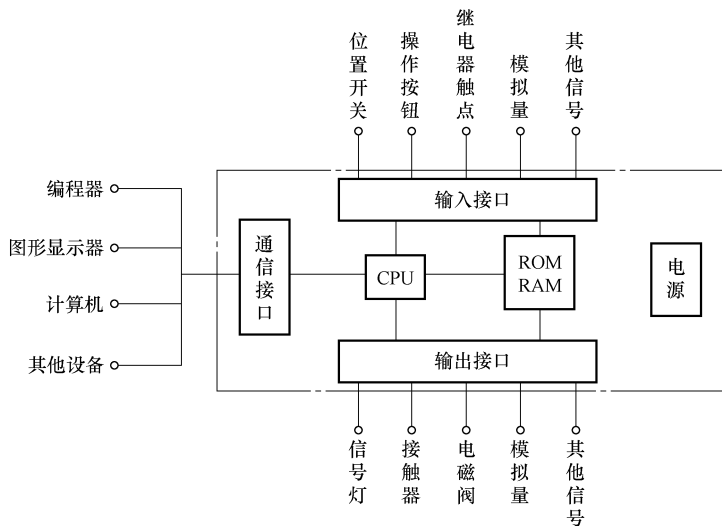 位置开关
操作按钮
继电器触点
模拟量
其他信号
编程器
图形显示器
计算机
其他设备
输入接口
通信接口
CPU
ROM
RAM
电源
输出接口
信号灯
接触器
电磁阀
模拟量
其他信号